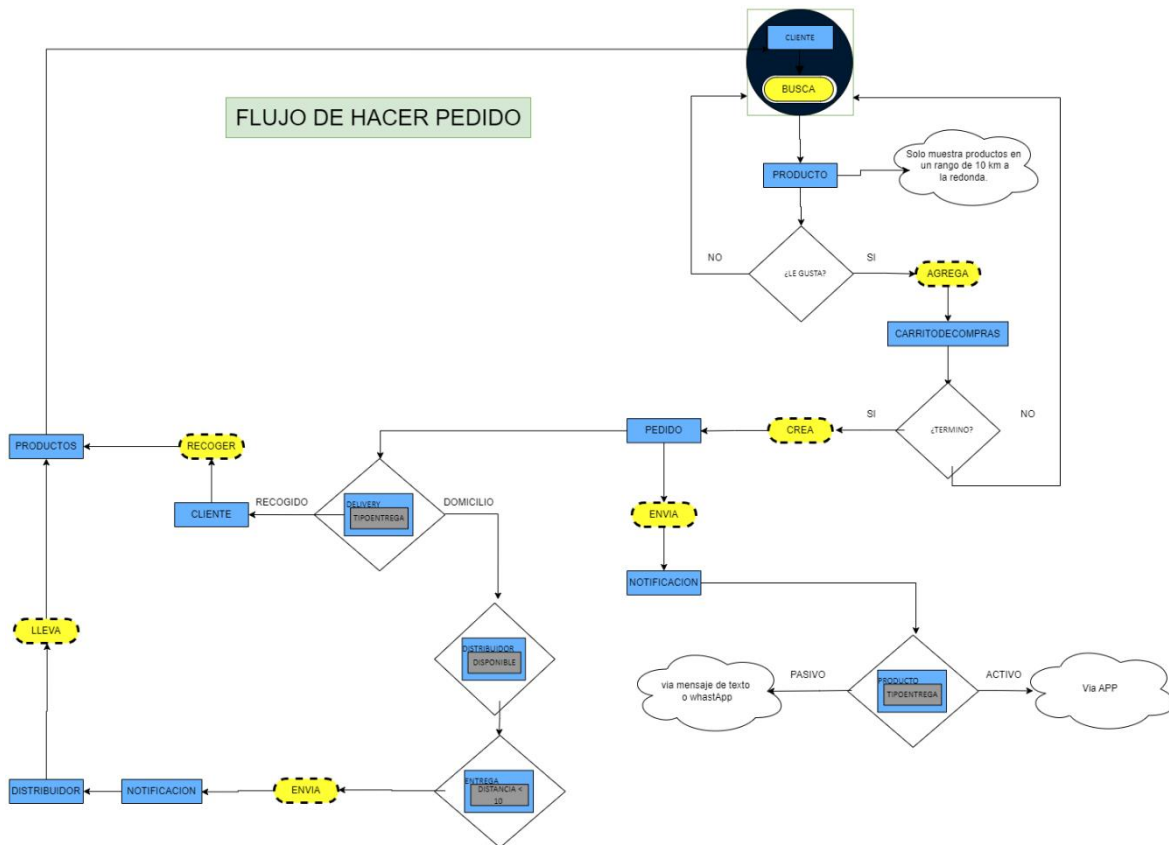 CLIENTE
BUSCA
FLUJO DE HACER PEDIDO
Solo muestra productos en
un rango de 10 km a
la redonda.
PRODUCTO
NO
¿LE GUSTA?
SI
AGREGA
CARRITODECOMPRAS
SI
NO
¿TERMINO?
CREA
PEDIDO
PRODUCTOS
RECOGER
RECOGIDO
DOMICILIO
DELIVERY
TIPOENTREGA
CLIENTE
ENVIA
NOTIFICACION
LLEVA
DISTRIBUIDOR
DISPONIBLE
PASIVO
ACTIVO
PRODUCTO
TIPOENTREGA
via mensaje de texto
o whastApp
Via APP
ENTREGA
DISTANCIA <
10
ENVIA
NOTIFICACION
DISTRIBUIDOR